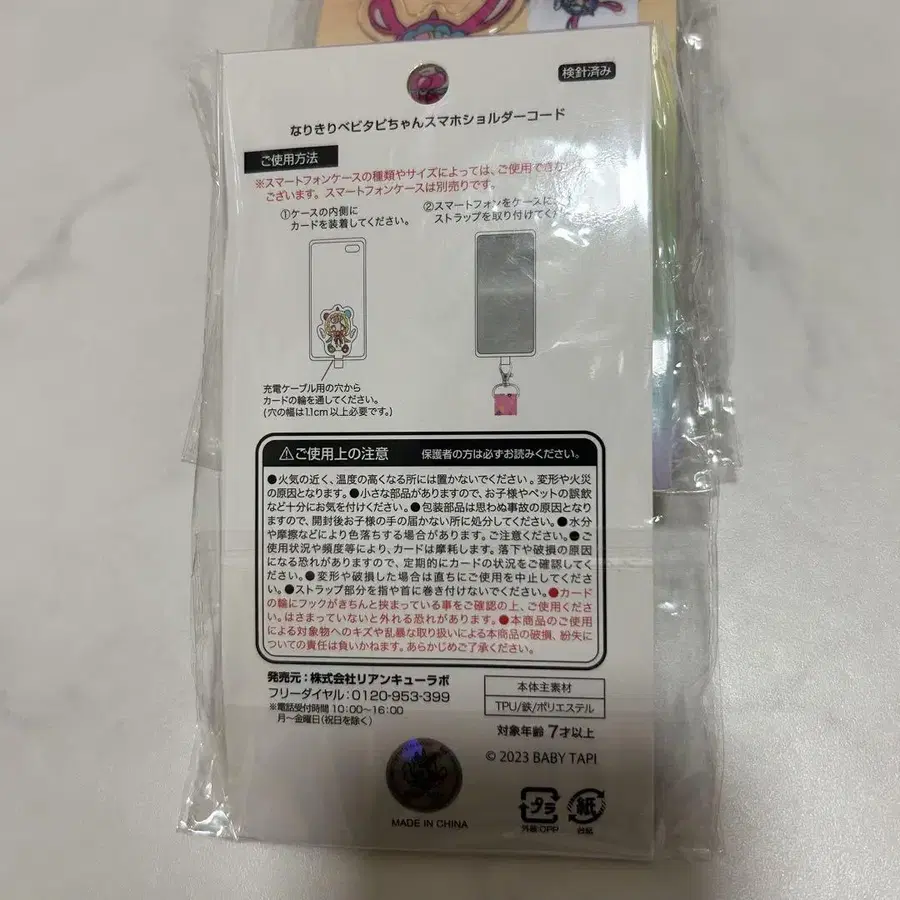 検針済み
なりきりベビタピちゃんスマホショルダーコード
ご使用方法
※スマートフォンケースの種類やサイズによっては、ご使用できな
ございます。スマートフォンケースは別売りです。
①ケースの内側に
カードを装着してください。
②スマートフォンをケースに
ストラップを取り付けてく
充電ケーブル用の穴から
カードの輪を通してください。
(穴の幅は1.1cm以上必要です。)
⚠ご使用上の注意 保護者の方は必ずお読みください。
●火気の近く、温度の高くなる所には置かないでください。変形や火災
の原因となります。●小さな部品がありますので、お子様やペットの誤飲
など十分にお気を付けください。●包装部品は思わぬ事故の原因となり
ますので、開封後お子様の手の届かない所に処分してください。●水分
や摩擦などにより色落ちする場合があります。ご注意ください。●ご
使用状況や頻度等により、カードは摩耗します。落下や破損の原因
になる恐れがありますので、定期的にカードの状況をご確認してく
ださい。●変形や破損した場合は直ちにご使用を中止してくださ
い。●ストラップ部分を指や首に巻き付けないでください。●カード
の輪にフックがきちんと挟まっている事をご確認の上、ご使用くださ
い。はさまっていないと外れる恐れがあります。●本商品のご使用
による対象物へのキズや乱暴な取り扱いによる本商品の破損、紛失に
ついての責任は負いかねます。あらかじめご了承ください。
発売元：株式会社リアンキューラボ
フリーダイヤル：0120-953-399
※電話受付時間 10:00～16:00
月～金曜日(祝日を除く)
本体主素材
TPU/鉄/ポリエステル
対象年齢 7才以上
© 2023 BABY TAPI
MADE IN CHINA
プラ
外装:OPP
紙
台紙